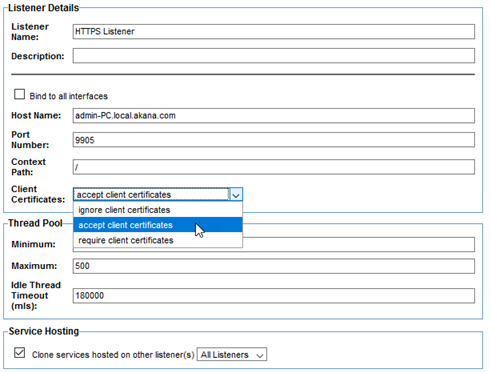 Listener Details
Listener Name: HTTPS Listener
Description:
Bind to all interfaces
Host Name: admin-PC.local.akana.com
Port Number: 9905
Context Path: /
Client Certificates: accept client certificates
ignore client certificates
accept client certificates
require client certificates
Thread Pool
Minimum:
Maximum: 500
Idle Thread Timeout (mls): 180000
Service Hosting
Clone services hosted on other listener(s) All Listeners